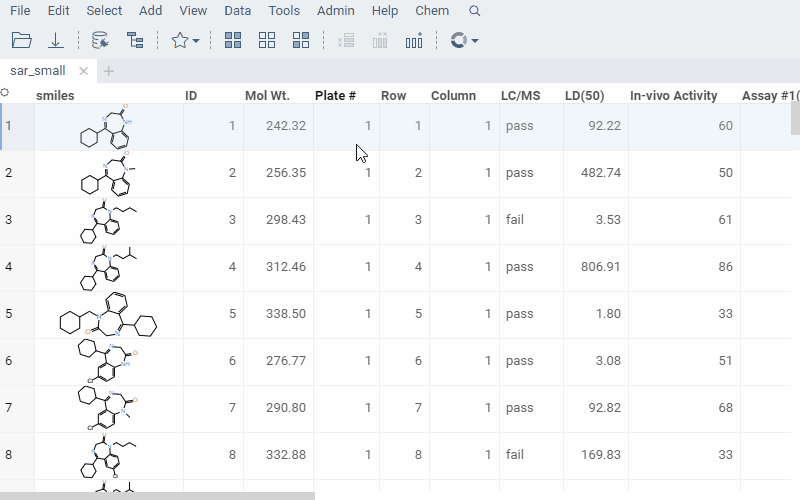 File Edit Select Add View Data Tools Admin Help Chem
sar_small
smiles ID Mol Wt. Plate # Row Column LC/MS LD(50) In-vivo Activity Assay #1(
1 1 242.32 1 1 1 pass 92.22 60
2 2 256.35 1 2 1 pass 482.74 50
3 3 298.43 1 3 1 fail 3.53 61
4 4 312.46 1 4 1 pass 806.91 86
5 5 338.50 1 5 1 pass 1.80 33
6 6 276.77 1 6 1 pass 3.08 51
7 7 290.80 1 7 1 pass 92.82 68
8 8 332.88 1 8 1 fail 169.83 33